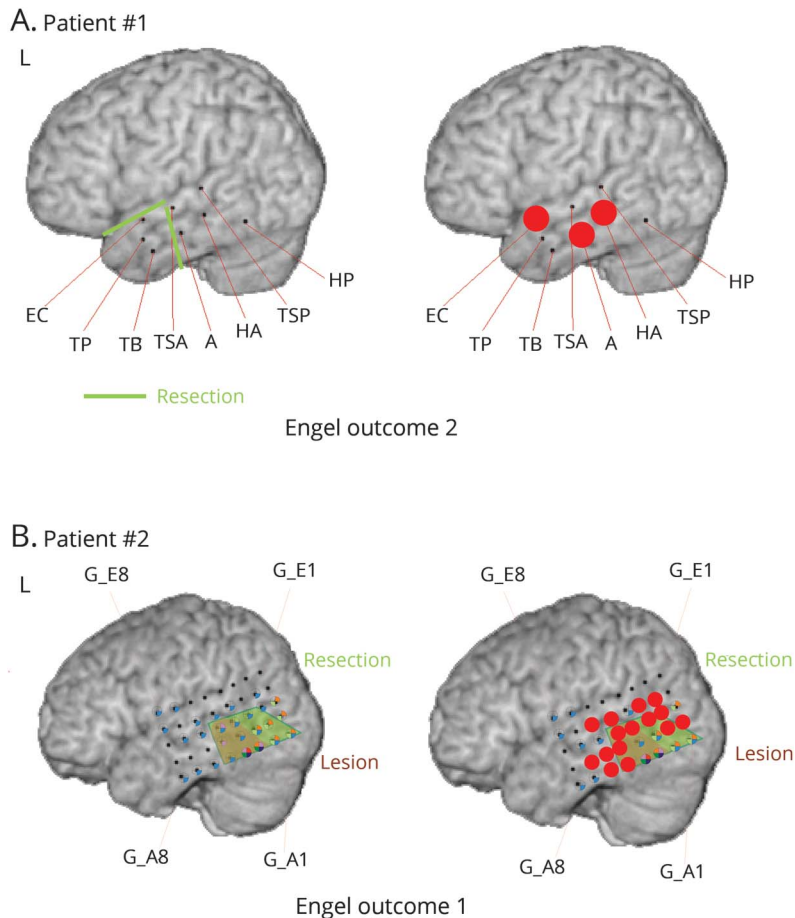 A. Patient #1
L
EC
TP
TB
TSA
A
HA
TSP
HP
EC
TP
TB
TSA
A
HA
TSP
HP
Resection
Engel outcome 2
B. Patient #2
L
G_E8
G_E1
G_E8
G_E1
Resection
Resection
Lesion
Lesion
G_A8
G_A1
G_A8
G_A1
Engel outcome 1